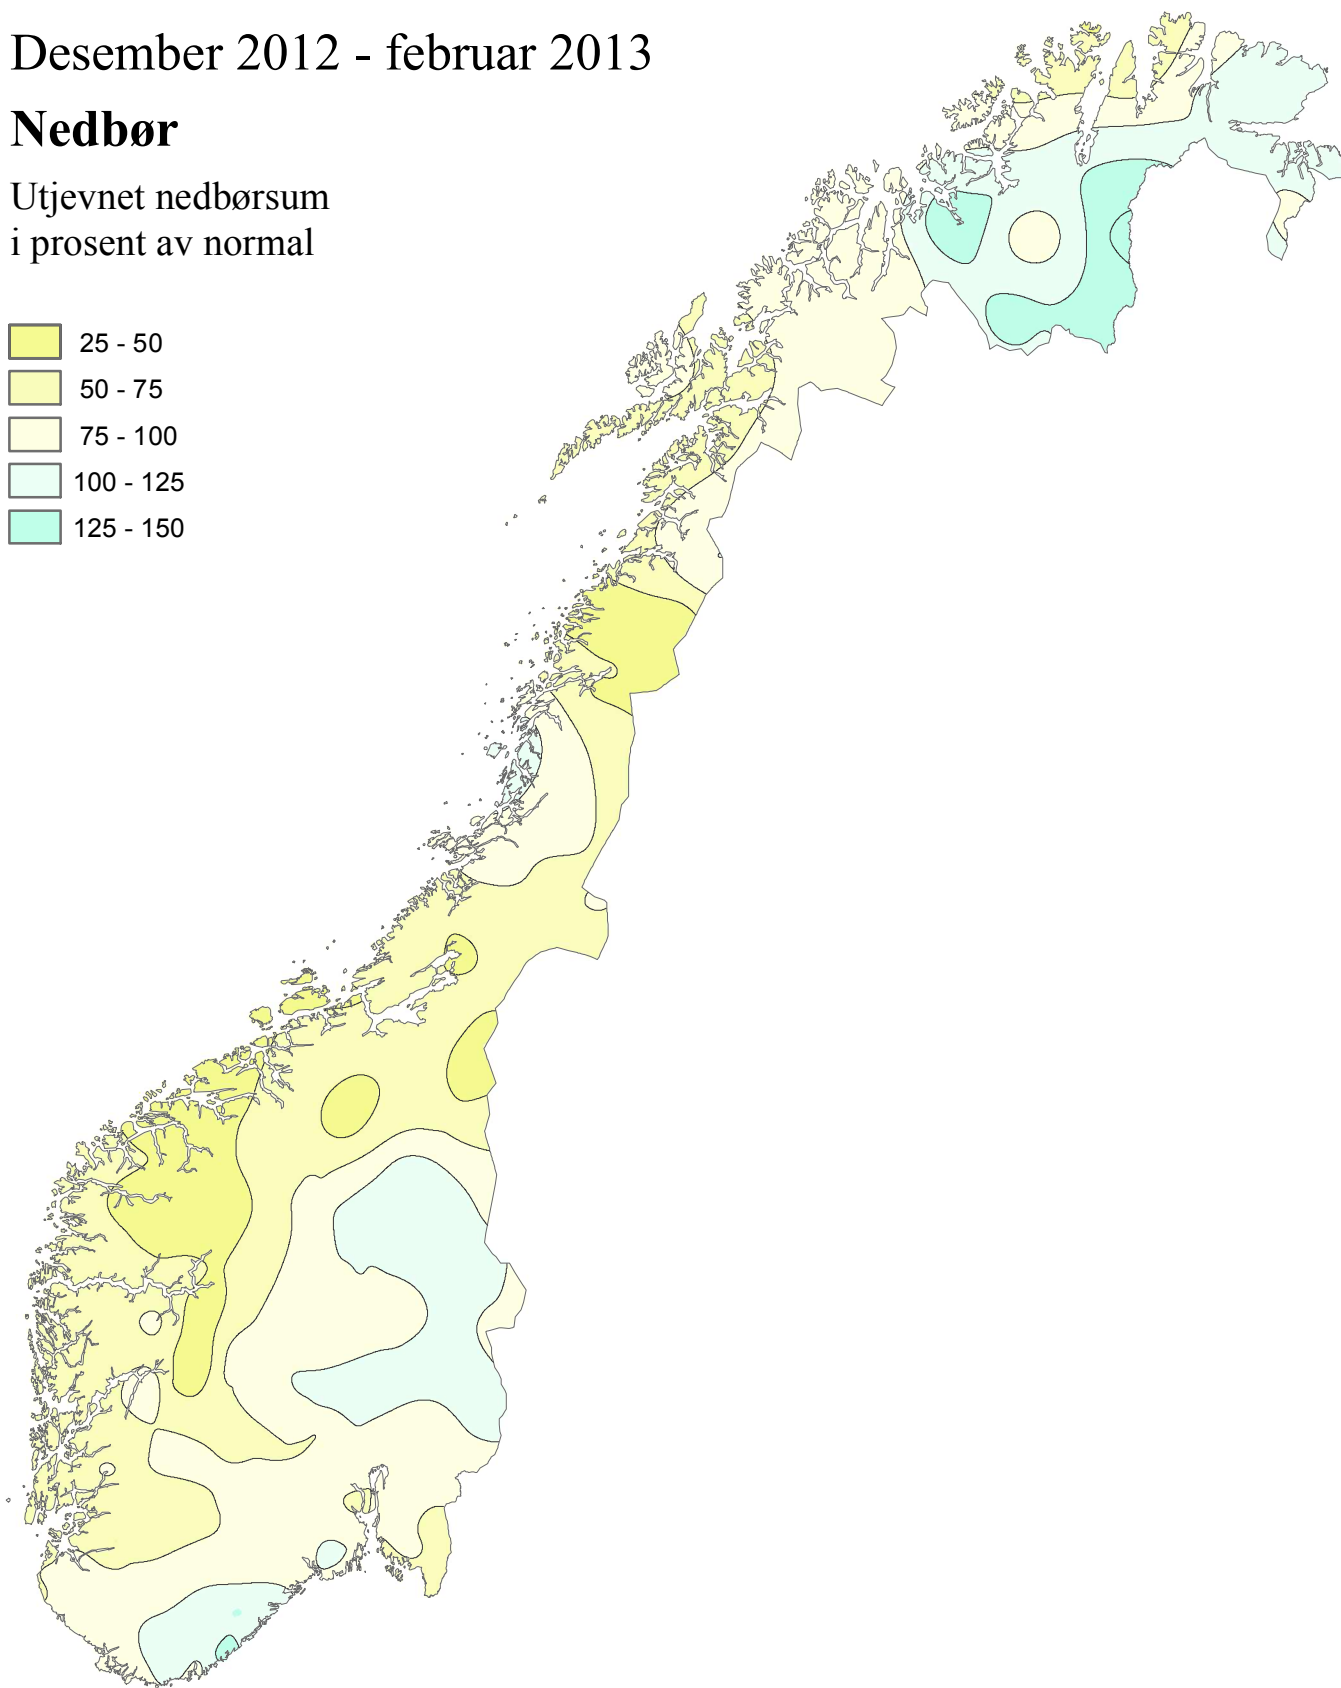 Desember 2012 - februar 2013
Nedbør
Utjevnet nedbørsum
i prosent av normal
25 - 50
50 - 75
75 - 100
100 - 125
125 - 150